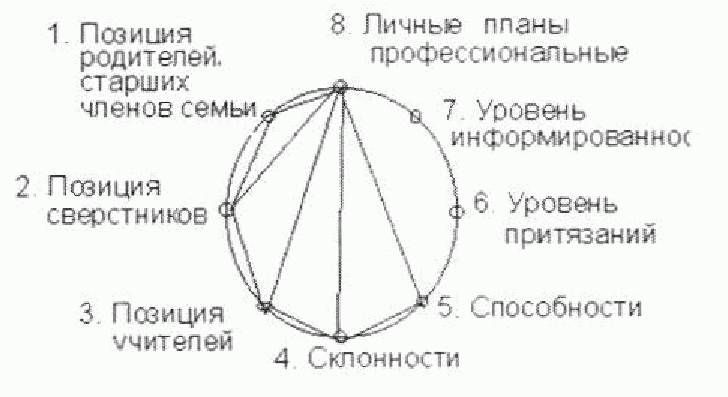 1. Позиция
родителей,
старших
членов семьи
8. Личные планы
профессиональные
7. Уровень
информированнос
2. Позиция
сверстников
6. Уровень
притязаний
3. Позиция
учителей
4. Склонности
5. Способности